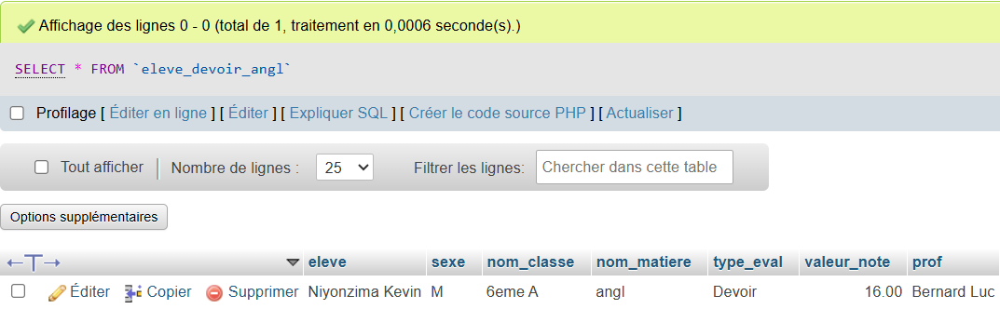 Affichage des lignes 0 - 0 (total de 1, traitement en 0,0006 seconde(s).)
SELECT * FROM `eleve_devoir_angl`
Profilage [ Éditer en ligne ] [ Éditer ] [ Expliquer SQL ] [ Créer le code source PHP ] [ Actualiser ]
Tout afficher Nombre de lignes : 25 Filtrer les lignes: Chercher dans cette table
Options supplémentaires
←T→ eleve sexe nom_classe nom_matiere type_eval valeur_note prof
Éditer Copier Supprimer Niyonzima Kevin M 6eme A angl Devoir 16.00 Bernard Luc